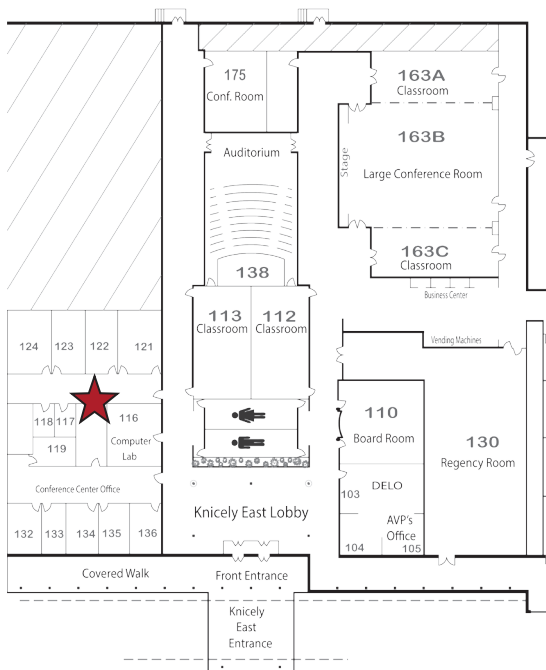 175
Conf. Room
163A
Classroom
163B
Large Conference Room
Stage
Auditorium
163C
Classroom
138
Business Center
113
Classroom
112
Classroom
Vending Machines
124
123
122
121
118
117
116
Computer
Lab
119
110
Board Room
130
Regency Room
Conference Center Office
103
DELO
Knicely East Lobby
AVP's
Office
132
133
134
135
136
104
105
Covered Walk
Front Entrance
Knicely
East
Entrance